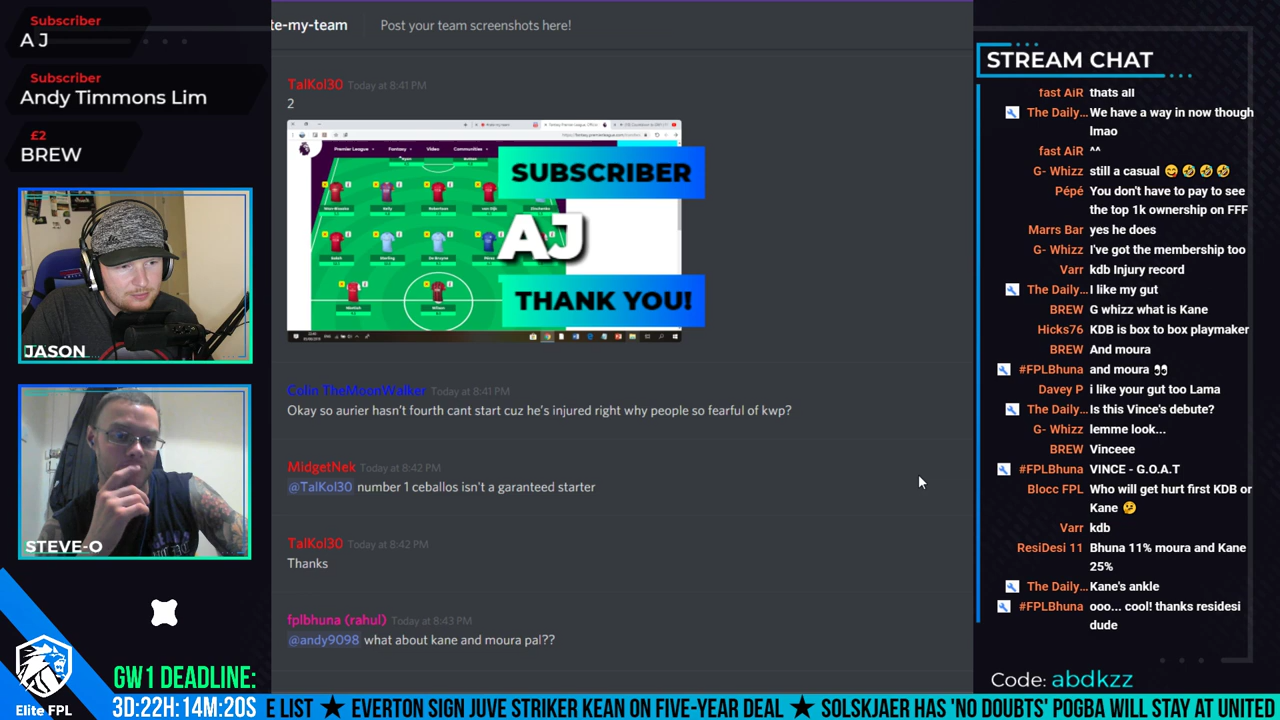 Subscriber
A J
Subscriber
Andy Timmons Lim
£2
BREW
JASON
STEVE-O
Elite FPL
GW1 DEADLINE:
3D:22H:14M:20S
te-my-team
Post your team screenshots here!
TalKol30 Today at 8:41 PM
2
Premier League
Fantasy
Video
Communities
SUBSCRIBER
AJ
THANK YOU!
Colin TheMoonWalker Today at 8:41 PM
Okay so aurier hasn't fourth cant start cuz he's injured right why people so fearful of kwp?
MidgetNek Today at 8:42 PM
@TalKol30 number 1 ceballos isn't a garanteed starter
TalKol30 Today at 8:42 PM
Thanks
fplbhuna (rahul) Today at 8:43 PM
@andy9098 what about kane and moura pal??
STREAM CHAT
fast AiR thats all
The Daily... We have a way in now though
lmao
fast AiR ^^
G- Whizz still a casual 😊 🤣 🤣 🤣
Pépé You don't have to pay to see
the top 1k ownership on FFF
Marrs Bar yes he does
G- Whizz I've got the membership too
Varr kdb Injury record
The Daily... I like my gut
BREW G whizz what is Kane
Hicks76 KDB is box to box playmaker
BREW And moura
#FPLBhuna and moura 👀
Davey P i like your gut too Lama
The Daily... Is this Vince's debute?
G- Whizz lemme look...
BREW Vinceee
#FPLBhuna VINCE - G.O.A.T
Blocc FPL Who will get hurt first KDB or
Kane 🤔
Varr kdb
ResiDesi 11 Bhuna 11% moura and Kane
25%
The Daily... Kane's ankle
#FPLBhuna ooo... cool! thanks residesi
dude
Code: abdkzz
E LIST ★ EVERTON SIGN JUVE STRIKER KEAN ON FIVE-YEAR DEAL ★ SOLSKJAER HAS 'NO DOUBTS' POGBA WILL STAY AT UNITED